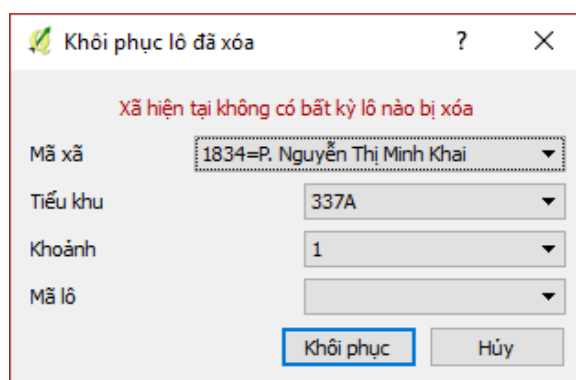 Khôi phục lô đã xóa ?
Xã hiện tại không có bất kỳ lô nào bị xóa
Mã xã 1834=P. Nguyễn Thị Minh Khai
Tiểu khu 337A
Khoảnh 1
Mã lô
Khôi phục Hủy